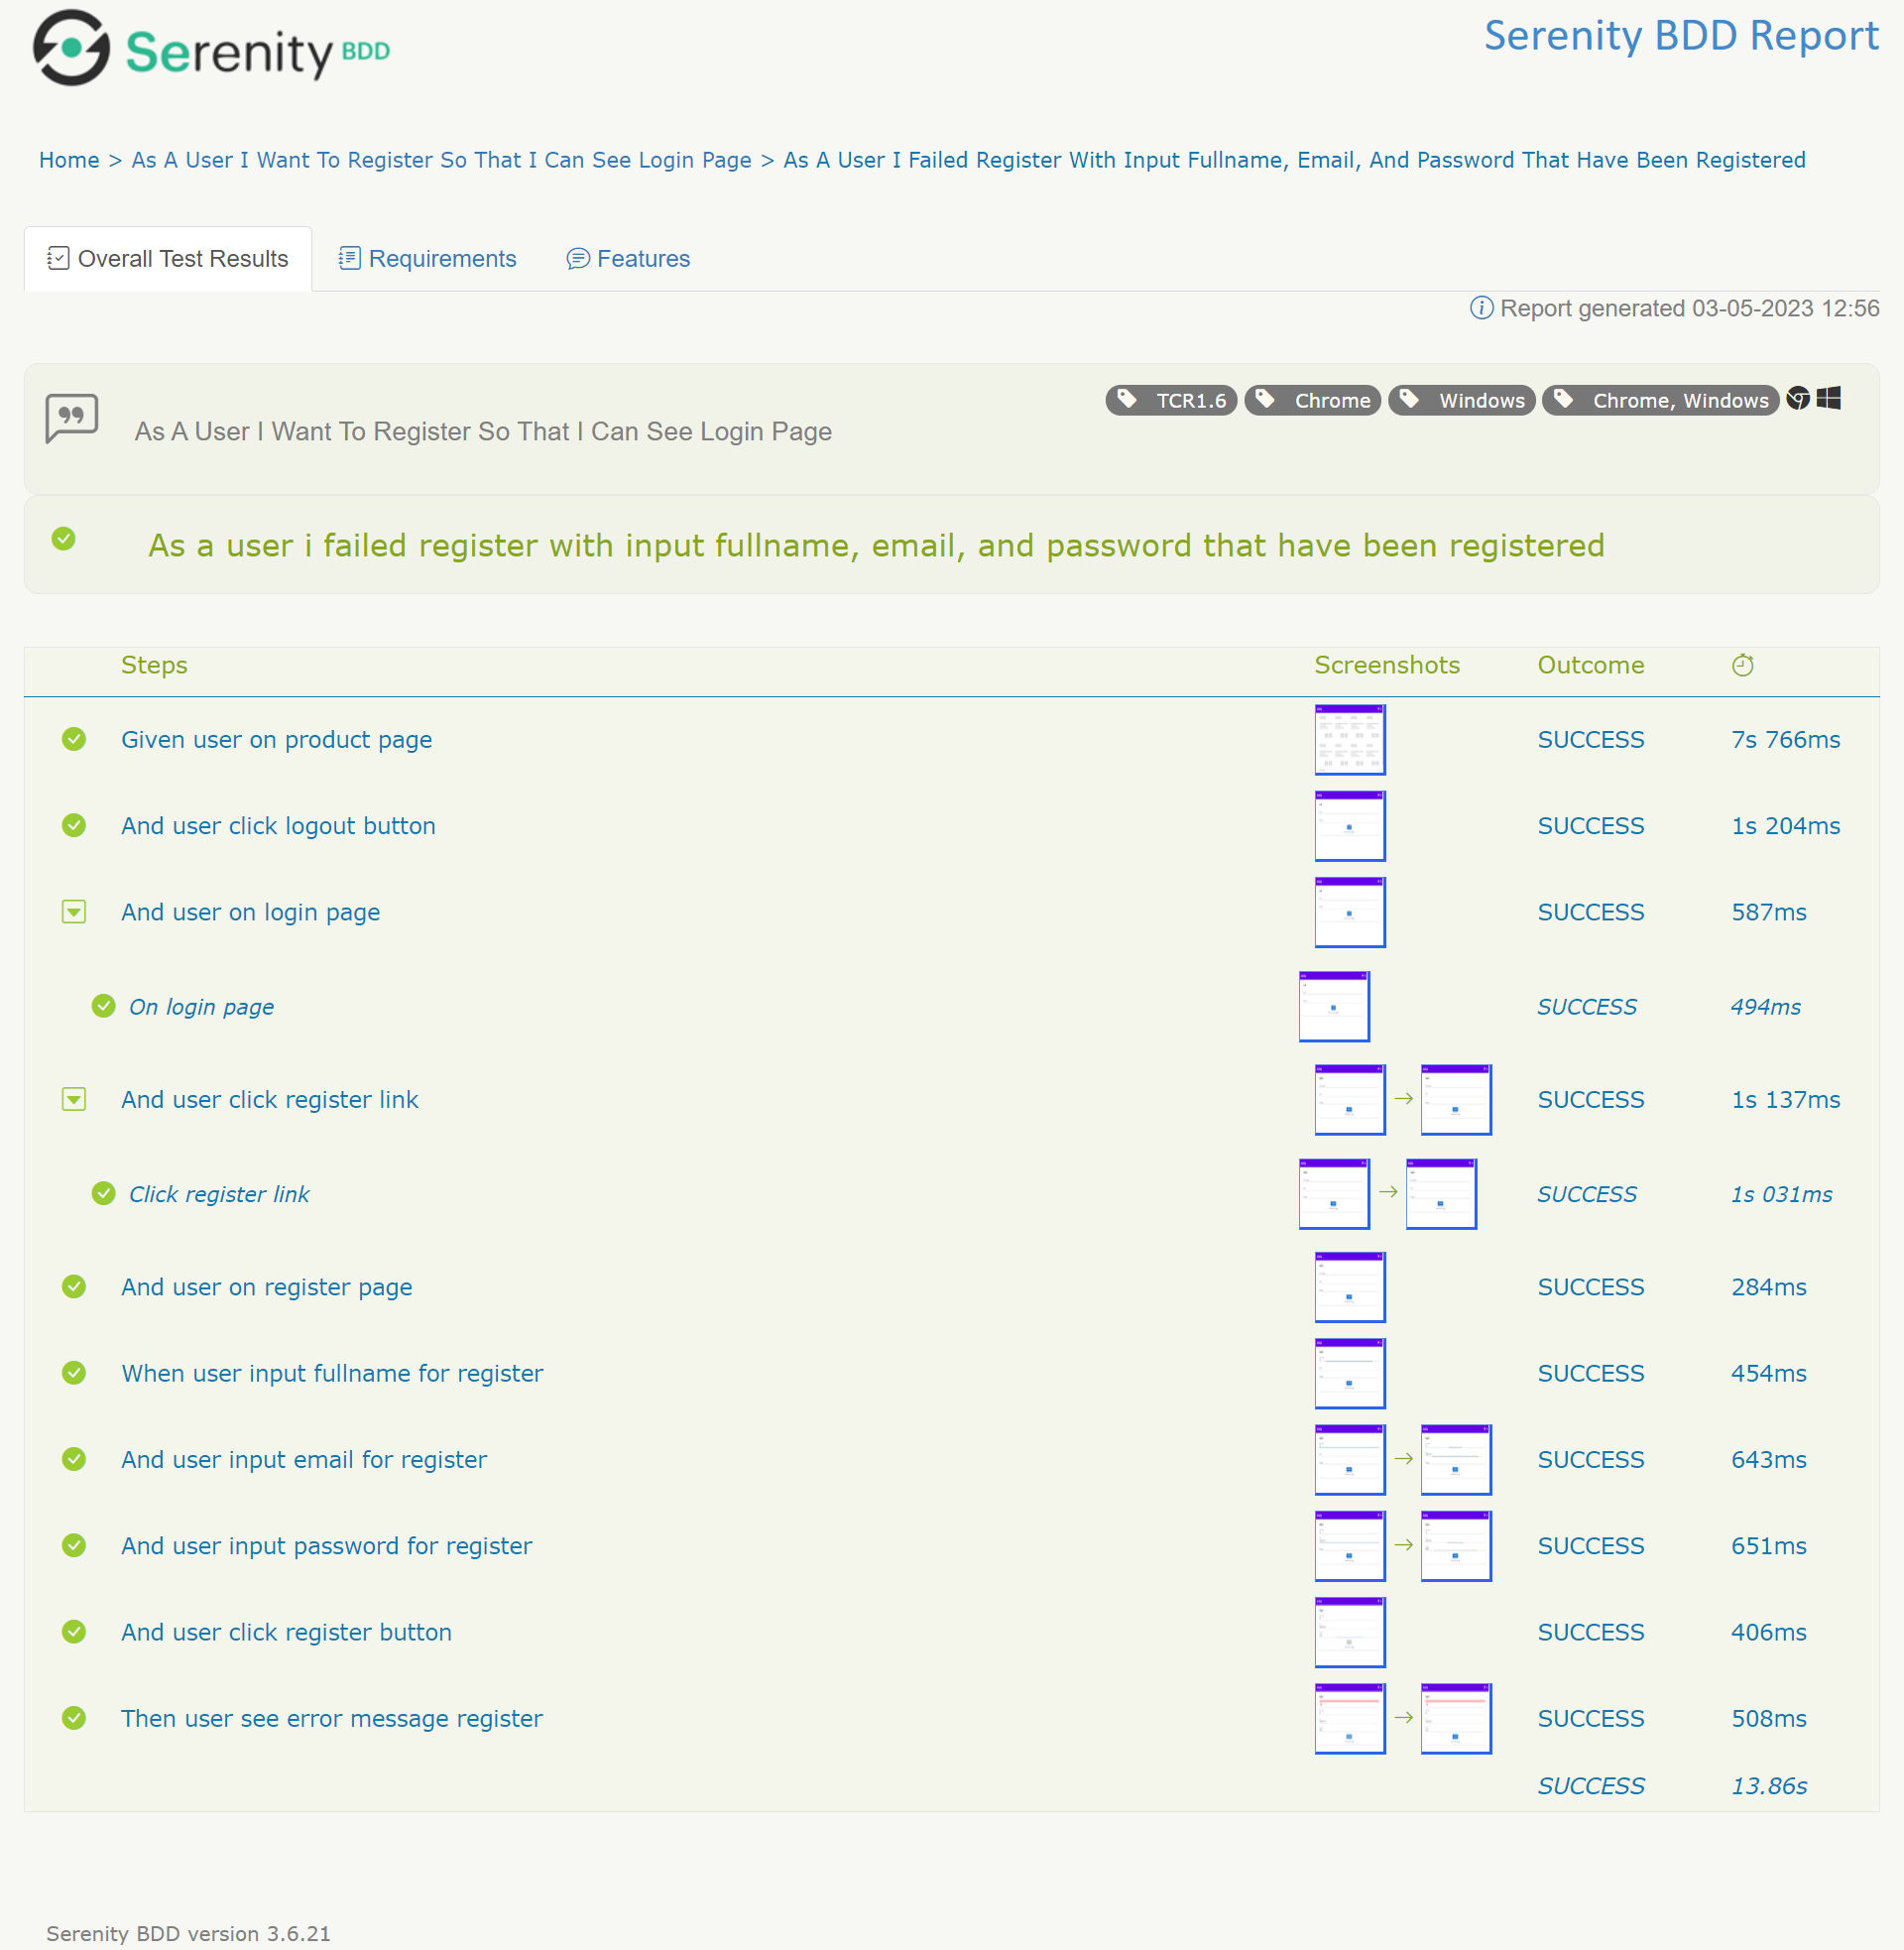 Serenity BDD
Serenity BDD Report
Home > As A User I Want To Register So That I Can See Login Page > As A User I Failed Register With Input Fullname, Email, And Password That Have Been Registered
Overall Test Results
Requirements
Features
Report generated 03-05-2023 12:56
TCR1.6
Chrome
Windows
Chrome, Windows
As A User I Want To Register So That I Can See Login Page
As a user i failed register with input fullname, email, and password that have been registered
Steps Screenshots Outcome
Given user on product page SUCCESS 7s 766ms
And user click logout button SUCCESS 1s 204ms
And user on login page SUCCESS 587ms
On login page SUCCESS 494ms
And user click register link SUCCESS 1s 137ms
Click register link SUCCESS 1s 031ms
And user on register page SUCCESS 284ms
When user input fullname for register SUCCESS 454ms
And user input email for register SUCCESS 643ms
And user input password for register SUCCESS 651ms
And user click register button SUCCESS 406ms
Then user see error message register SUCCESS 508ms
SUCCESS 13.86s
Serenity BDD version 3.6.21